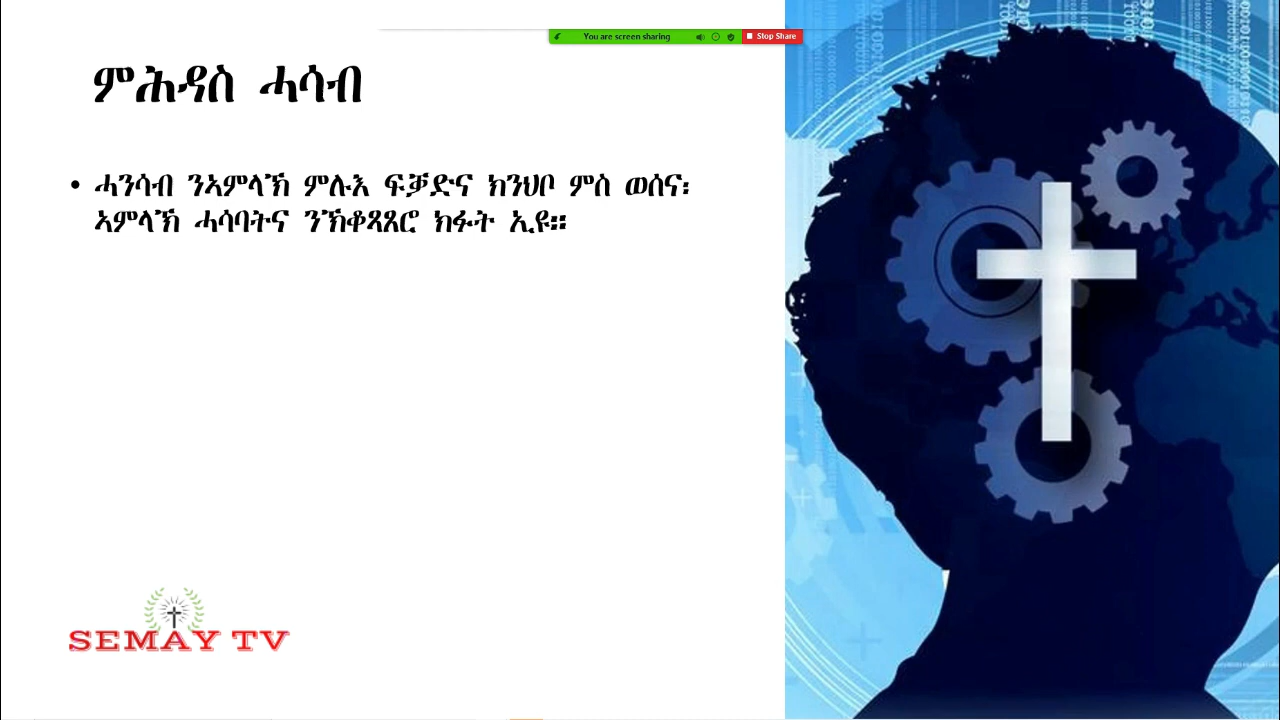 You are screen sharing
Stop Share
ምሕዳስ ሓሳብ
• ሓንሳብ ንኣምላኽ ምሉእ ፍቓድና ክንህቦ ምስ ወሰና፡
ኣምላኽ ሓሳባትና ንኽቆጻጸሮ ክፉት ኢዩ።
SEMAY TV